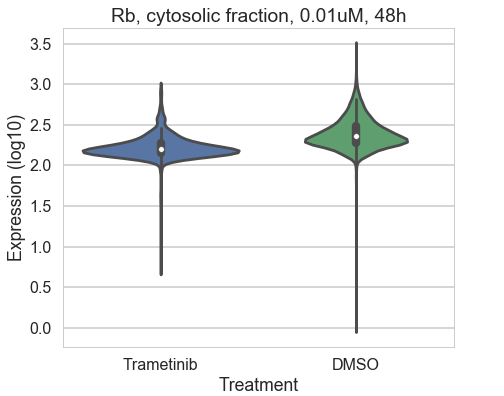 Rb, cytosolic fraction, 0.01uM, 48h
3.5
3.0
2.5
2.0
1.5
1.0
0.5
0.0
Expression (log10)
Trametinib DMSO
Treatment